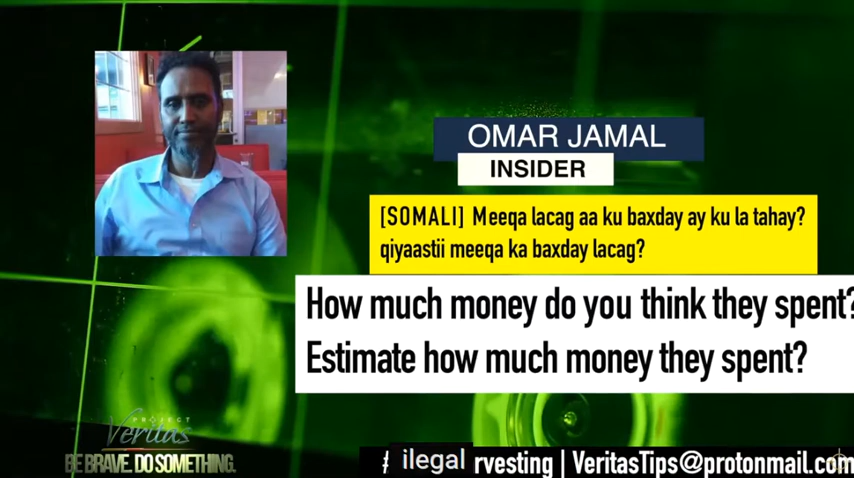 OMAR JAMAL
INSIDER
[SOMALI] Meeqa lacag aa ku baxday ay ku la tahay?
qiyaastii meeqa ka baxday lacag?
How much money do you think they spent?
Estimate how much money they spent?
PROJECT
Veritas
BE BRAVE. DO SOMETHING.
# ilegal rvesting | VeritasTips@protonmail.com